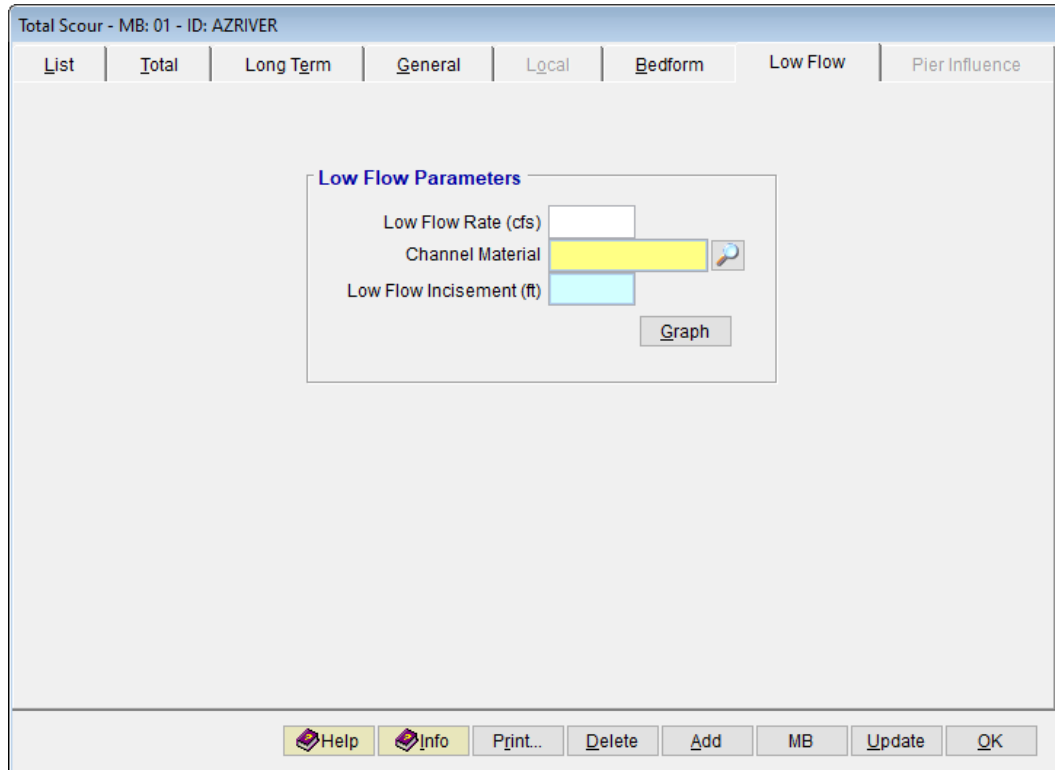 Total Scour - MB: 01 - ID: AZRIVER
List Total Long Term General Local Bedform Low Flow Pier Influence
Low Flow Parameters
Low Flow Rate (cfs)
Channel Material
Low Flow Incisement (ft)
Graph
Help Info Print... Delete Add MB Update OK